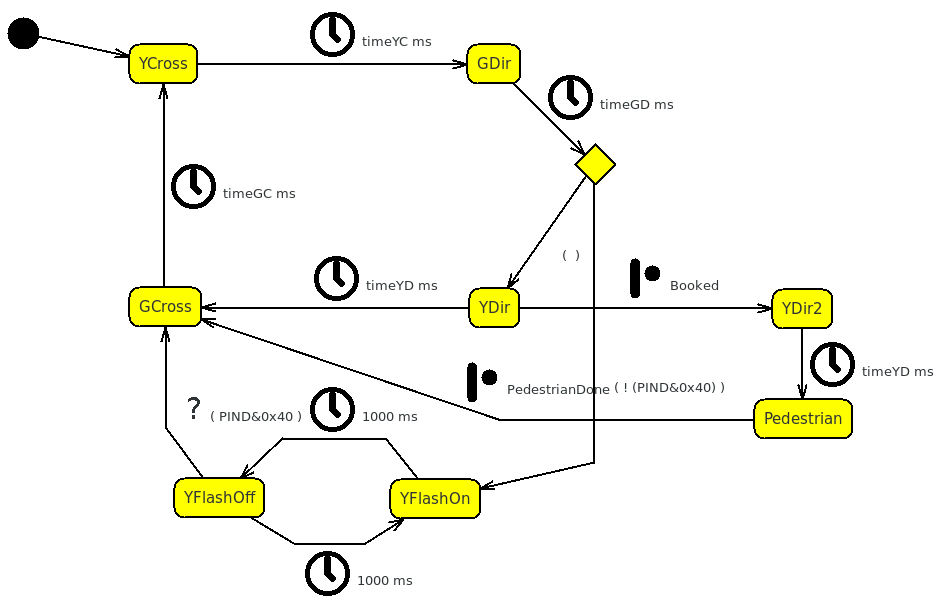 timeYC ms
YCross
GDir
timeGD ms
timeGC ms
( )
timeYD ms
Booked
GCross
YDir
YDir2
timeYD ms
PedestrianDone ( ! (PIND&0x40) )
? ( PIND&0x40 )
1000 ms
Pedestrian
YFlashOff
YFlashOn
1000 ms